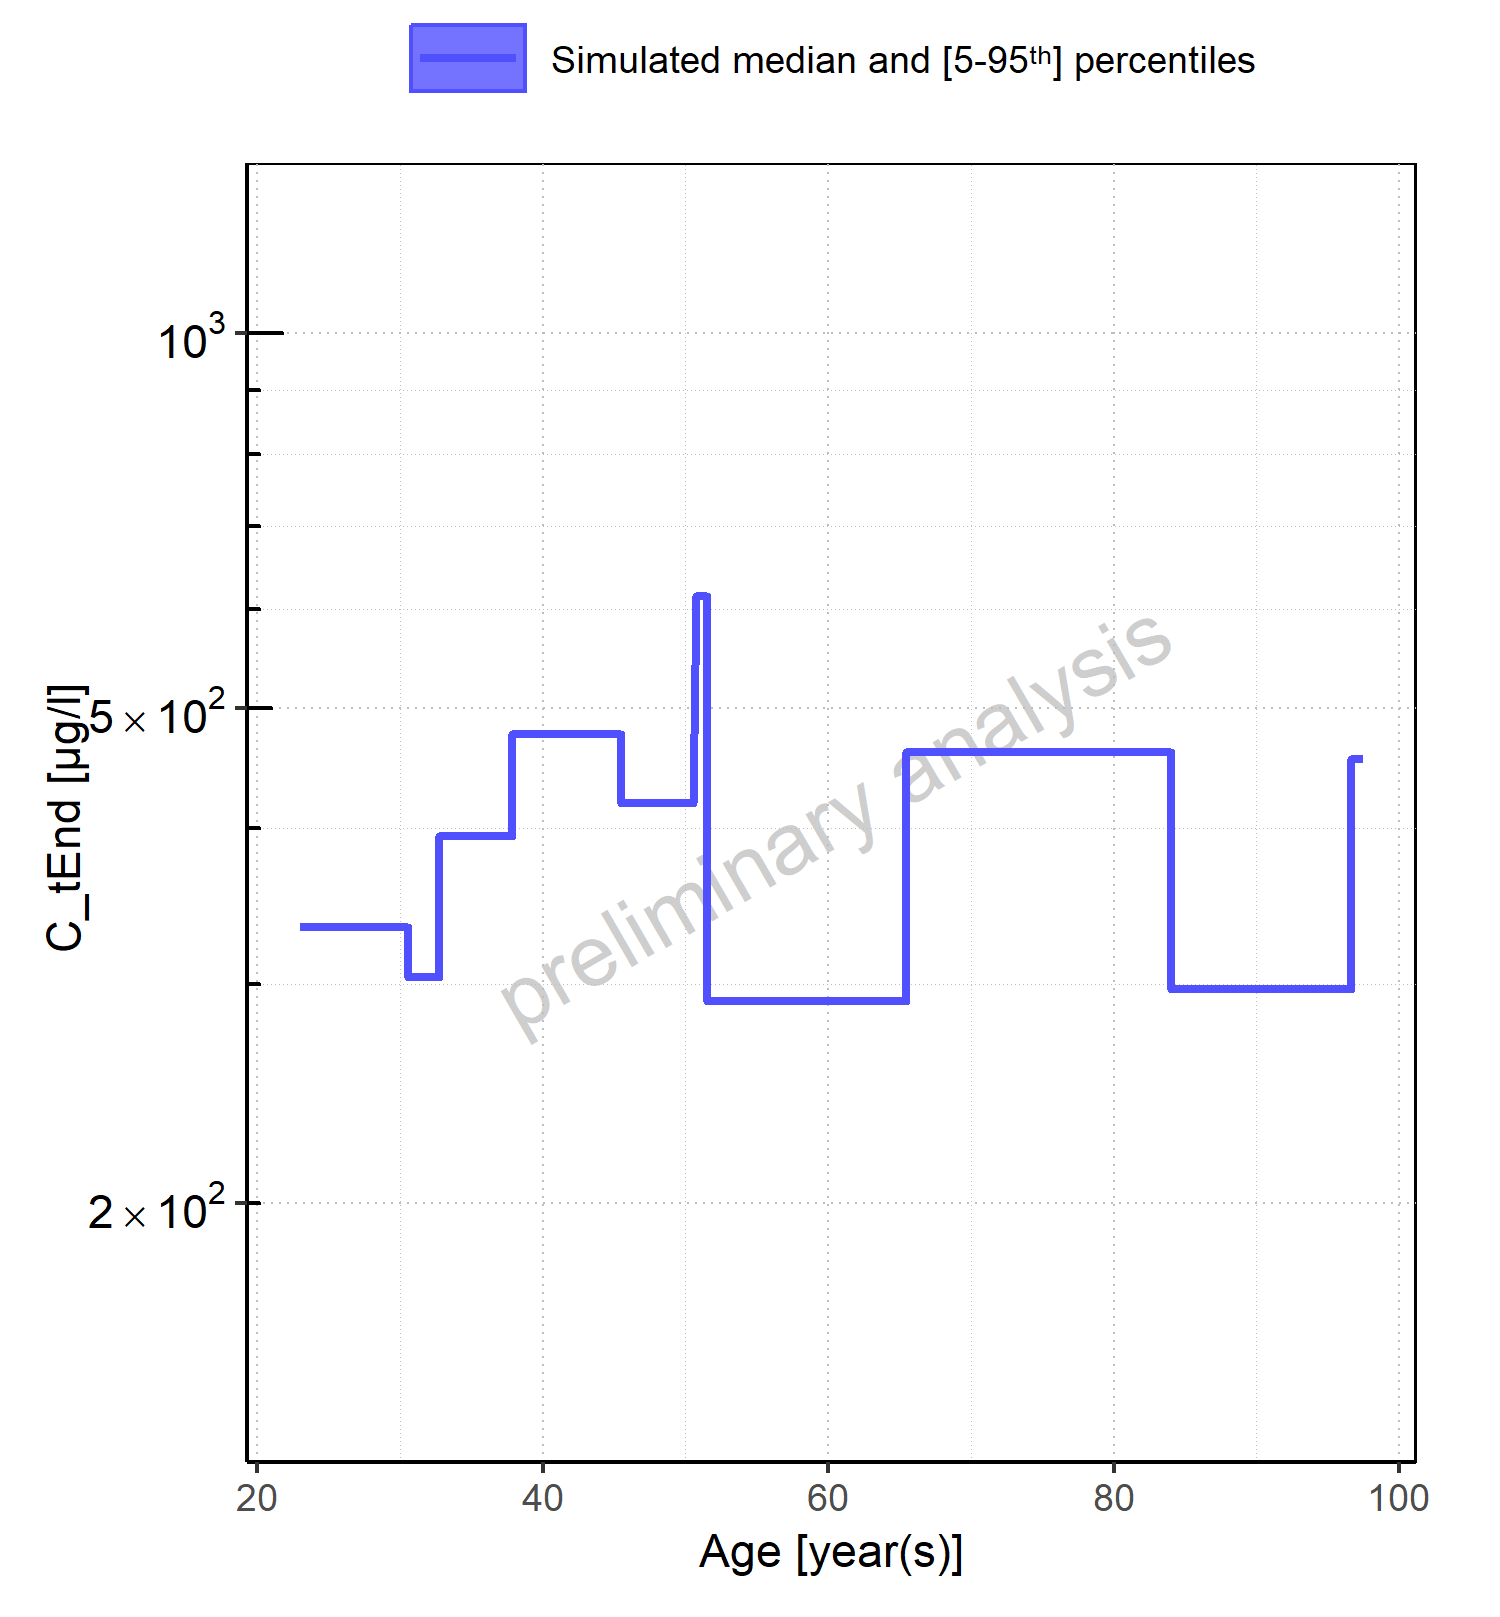 Simulated median and [5-95ᵗʰ] percentiles
10³
5 × 10²
2 × 10²
C_tEnd [µg/l]
preliminary analysis
20 40 60 80 100
Age [year(s)]